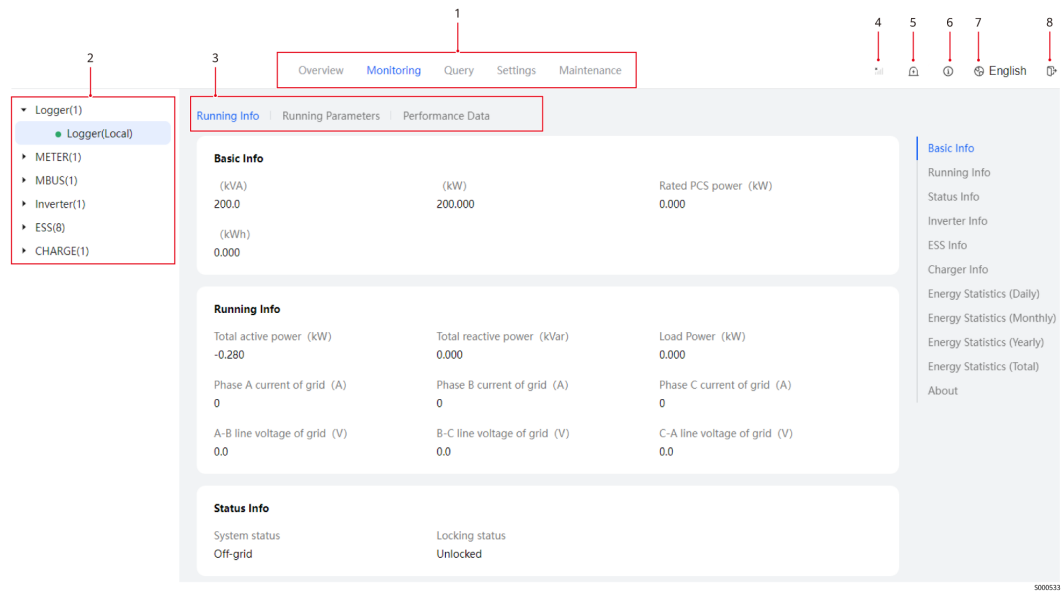 1
2
3
4
5
6
7
8
Overview Monitoring Query Settings Maintenance
English
Logger(1)
Logger(Local)
METER(1)
MBUS(1)
Inverter(1)
ESS(8)
CHARGE(1)
Running Info Running Parameters Performance Data
Basic Info
(kVA) (kW) Rated PCS power (kW)
200.0 200.000 0.000
(kWh)
0.000
Running Info
Total active power (kW) Total reactive power (kVar) Load Power (kW)
-0.280 0.000 0.000
Phase A current of grid (A) Phase B current of grid (A) Phase C current of grid (A)
0 0 0
A-B line voltage of grid (V) B-C line voltage of grid (V) C-A line voltage of grid (V)
0.0 0.0 0.0
Status Info
System status Locking status
Off-grid Unlocked
Basic Info
Running Info
Status Info
Inverter Info
ESS Info
Charger Info
Energy Statistics (Daily)
Energy Statistics (Monthly)
Energy Statistics (Yearly)
Energy Statistics (Total)
About
S000533